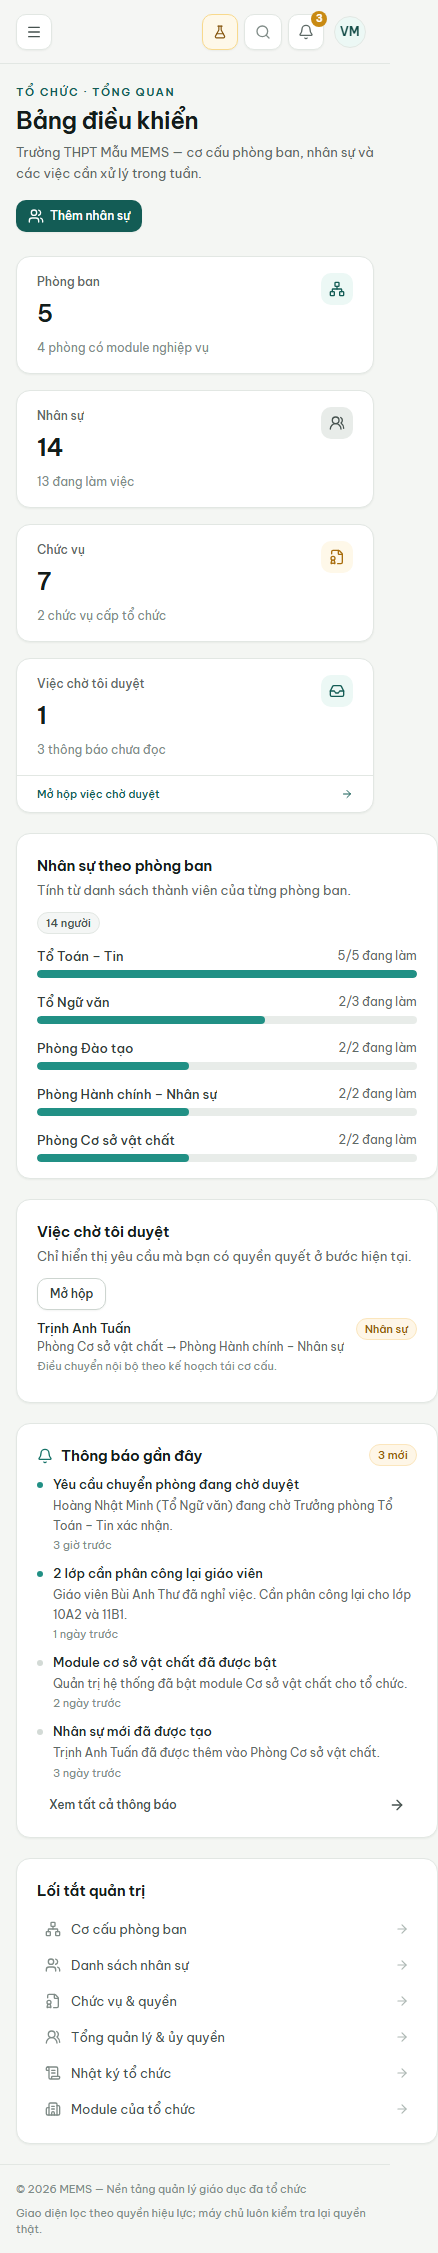 3
VM
TỔ CHỨC · TỔNG QUAN
Bảng điều khiển
Trường THPT Mẫu MEMS — cơ cấu phòng ban, nhân sự và
các việc cần xử lý trong tuần.
Thêm nhân sự
Phòng ban
5
4 phòng có module nghiệp vụ
Nhân sự
14
13 đang làm việc
Chức vụ
7
2 chức vụ cấp tổ chức
Việc chờ tôi duyệt
1
3 thông báo chưa đọc
Mở hộp việc chờ duyệt
Nhân sự theo phòng ban
Tính từ danh sách thành viên của từng phòng ban.
14 người
Tổ Toán – Tin 5/5 đang làm
Tổ Ngữ văn 2/3 đang làm
Phòng Đào tạo 2/2 đang làm
Phòng Hành chính – Nhân sự 2/2 đang làm
Phòng Cơ sở vật chất 2/2 đang làm
Việc chờ tôi duyệt
Chỉ hiển thị yêu cầu mà bạn có quyền quyết ở bước hiện tại.
Mở hộp
Trịnh Anh Tuấn Nhân sự
Phòng Cơ sở vật chất → Phòng Hành chính – Nhân sự
Điều chuyển nội bộ theo kế hoạch tái cơ cấu.
Thông báo gần đây 3 mới
Yêu cầu chuyển phòng đang chờ duyệt
Hoàng Nhật Minh (Tổ Ngữ văn) đang chờ Trưởng phòng Tổ
Toán – Tin xác nhận.
3 giờ trước
2 lớp cần phân công lại giáo viên
Giáo viên Bùi Anh Thư đã nghỉ việc. Cần phân công lại cho lớp
10A2 và 11B1.
1 ngày trước
Module cơ sở vật chất đã được bật
Quản trị hệ thống đã bật module Cơ sở vật chất cho tổ chức.
2 ngày trước
Nhân sự mới đã được tạo
Trịnh Anh Tuấn đã được thêm vào Phòng Cơ sở vật chất.
3 ngày trước
Xem tất cả thông báo
Lối tắt quản trị
Cơ cấu phòng ban
Danh sách nhân sự
Chức vụ & quyền
Tổng quản lý & ủy quyền
Nhật ký tổ chức
Module của tổ chức
© 2026 MEMS — Nền tảng quản lý giáo dục đa tổ chức
Giao diện lọc theo quyền hiệu lực; máy chủ luôn kiểm tra lại quyền
thật.